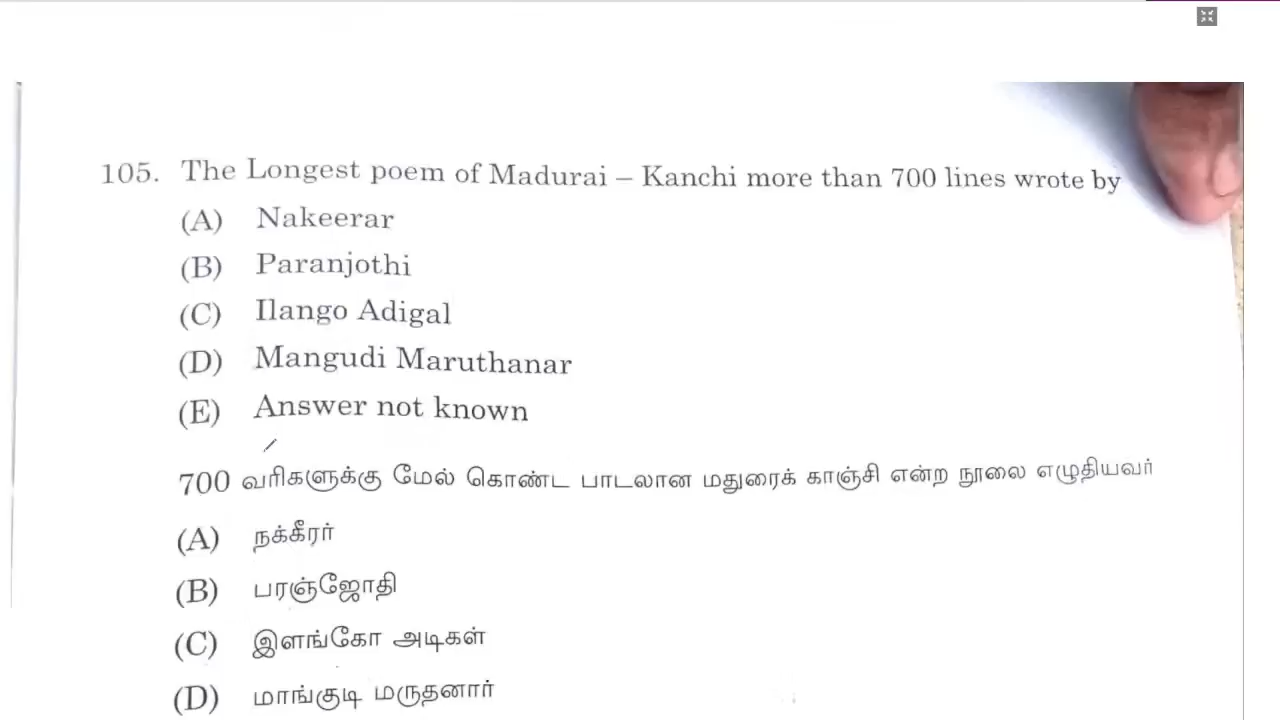 105. The Longest poem of Madurai – Kanchi more than 700 lines wrote by
(A) Nakeerar
(B) Paranjothi
(C) Ilango Adigal
(D) Mangudi Maruthanar
(E) Answer not known
700 வரிகளுக்கு மேல் கொண்ட பாடலான மதுரைக் காஞ்சி என்ற நூலை எழுதியவர்
(A) நக்கீரர்
(B) பரஞ்ஜோதி
(C) இளங்கோ அடிகள்
(D) மாங்குடி மருதனார்